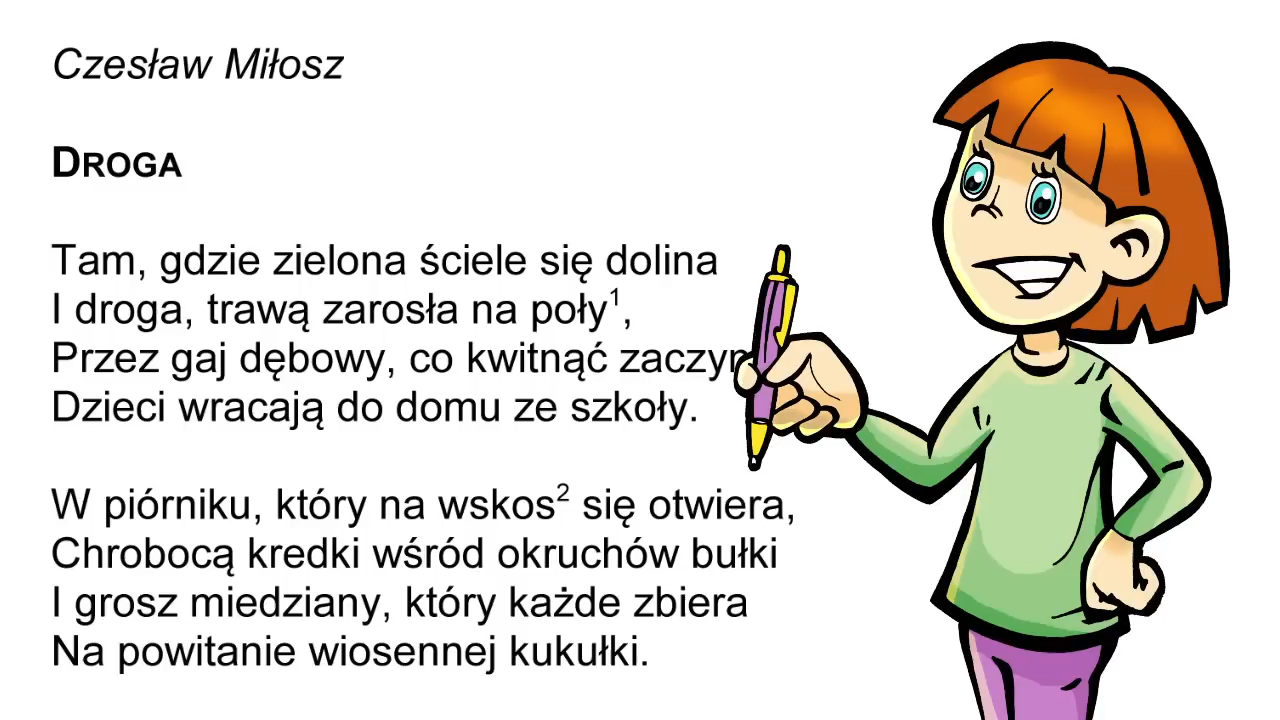 Czesław Miłosz
DROGA
Tam, gdzie zielona ściele się dolina
I droga, trawą zarosła na poły¹,
Przez gaj dębowy, co kwitnąć
Dzieci wracają do domu ze szkoły.
W piórniku, który na wskos² się otwiera,
Chrobocą kredki wśród okruchów bułki
I grosz miedziany, który każde zbiera
Na powitanie wiosennej kukułki.